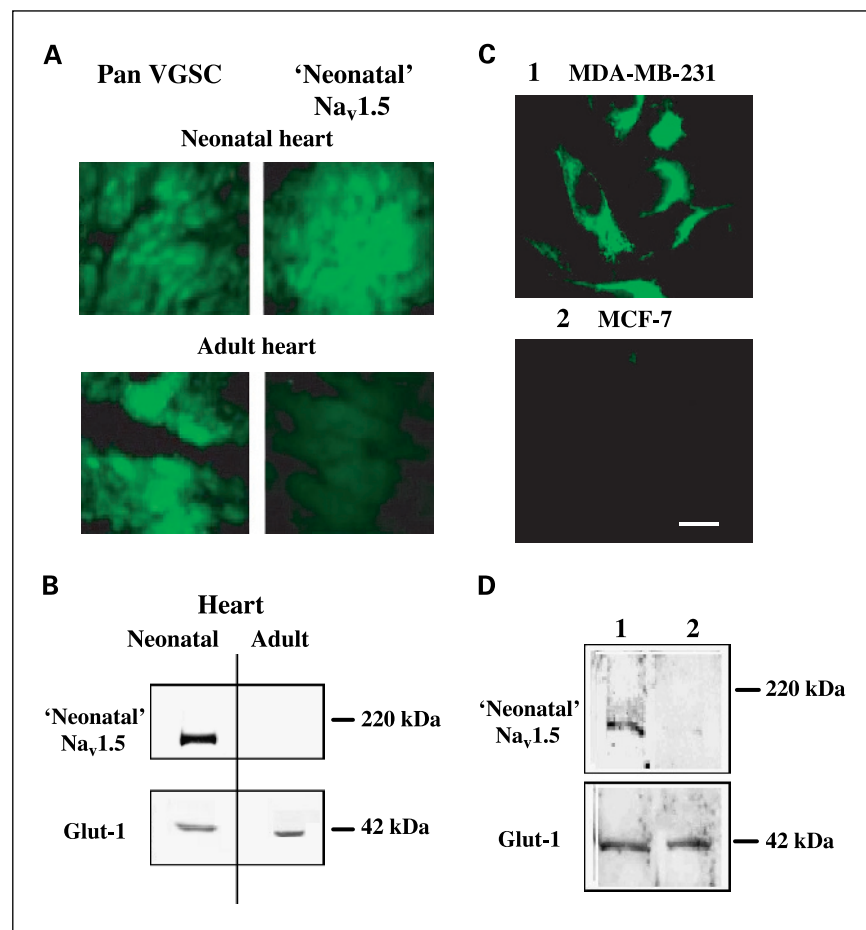 A
Pan VGSC
'Neonatal'
Nav1.5
Neonatal heart
Adult heart
B
Heart
Neonatal
Adult
'Neonatal'
Nav1.5
220 kDa
Glut-1
42 kDa
C
1 MDA-MB-231
2 MCF-7
D
1 2
'Neonatal'
Nav1.5
220 kDa
Glut-1
42 kDa